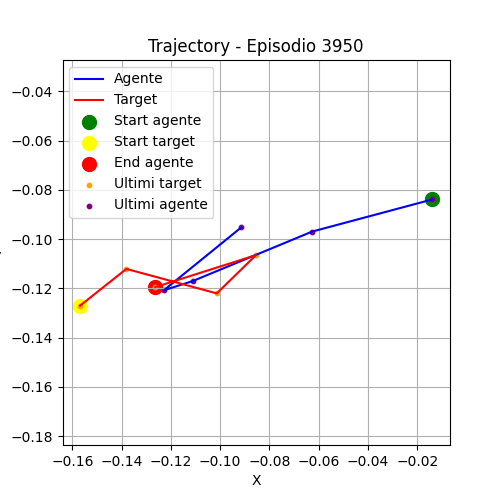 Trajectory - Episodio 3950
Agente
Target
Start agente
Start target
End agente
Ultimi target
Ultimi agente
−0.04
−0.06
−0.08
−0.10
−0.12
−0.14
−0.16
−0.18
−0.16 −0.14 −0.12 −0.10 −0.08 −0.06 −0.04 −0.02
X